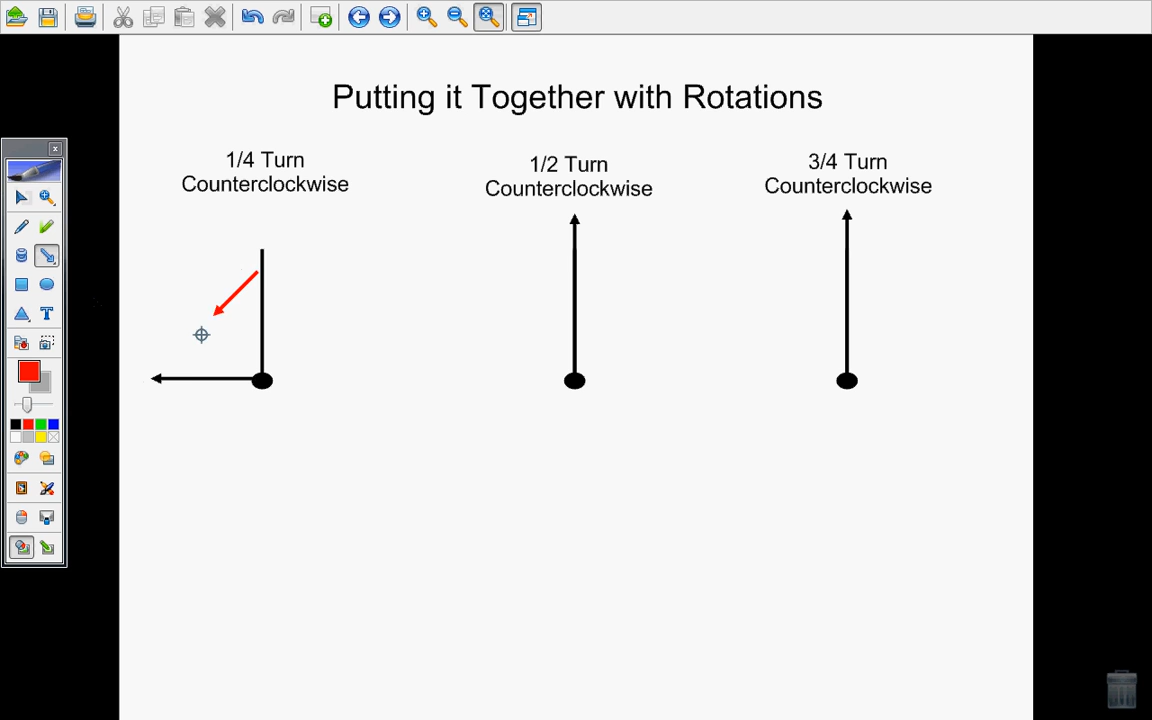 Putting it Together with Rotations
1/4 Turn
Counterclockwise
1/2 Turn
Counterclockwise
3/4 Turn
Counterclockwise